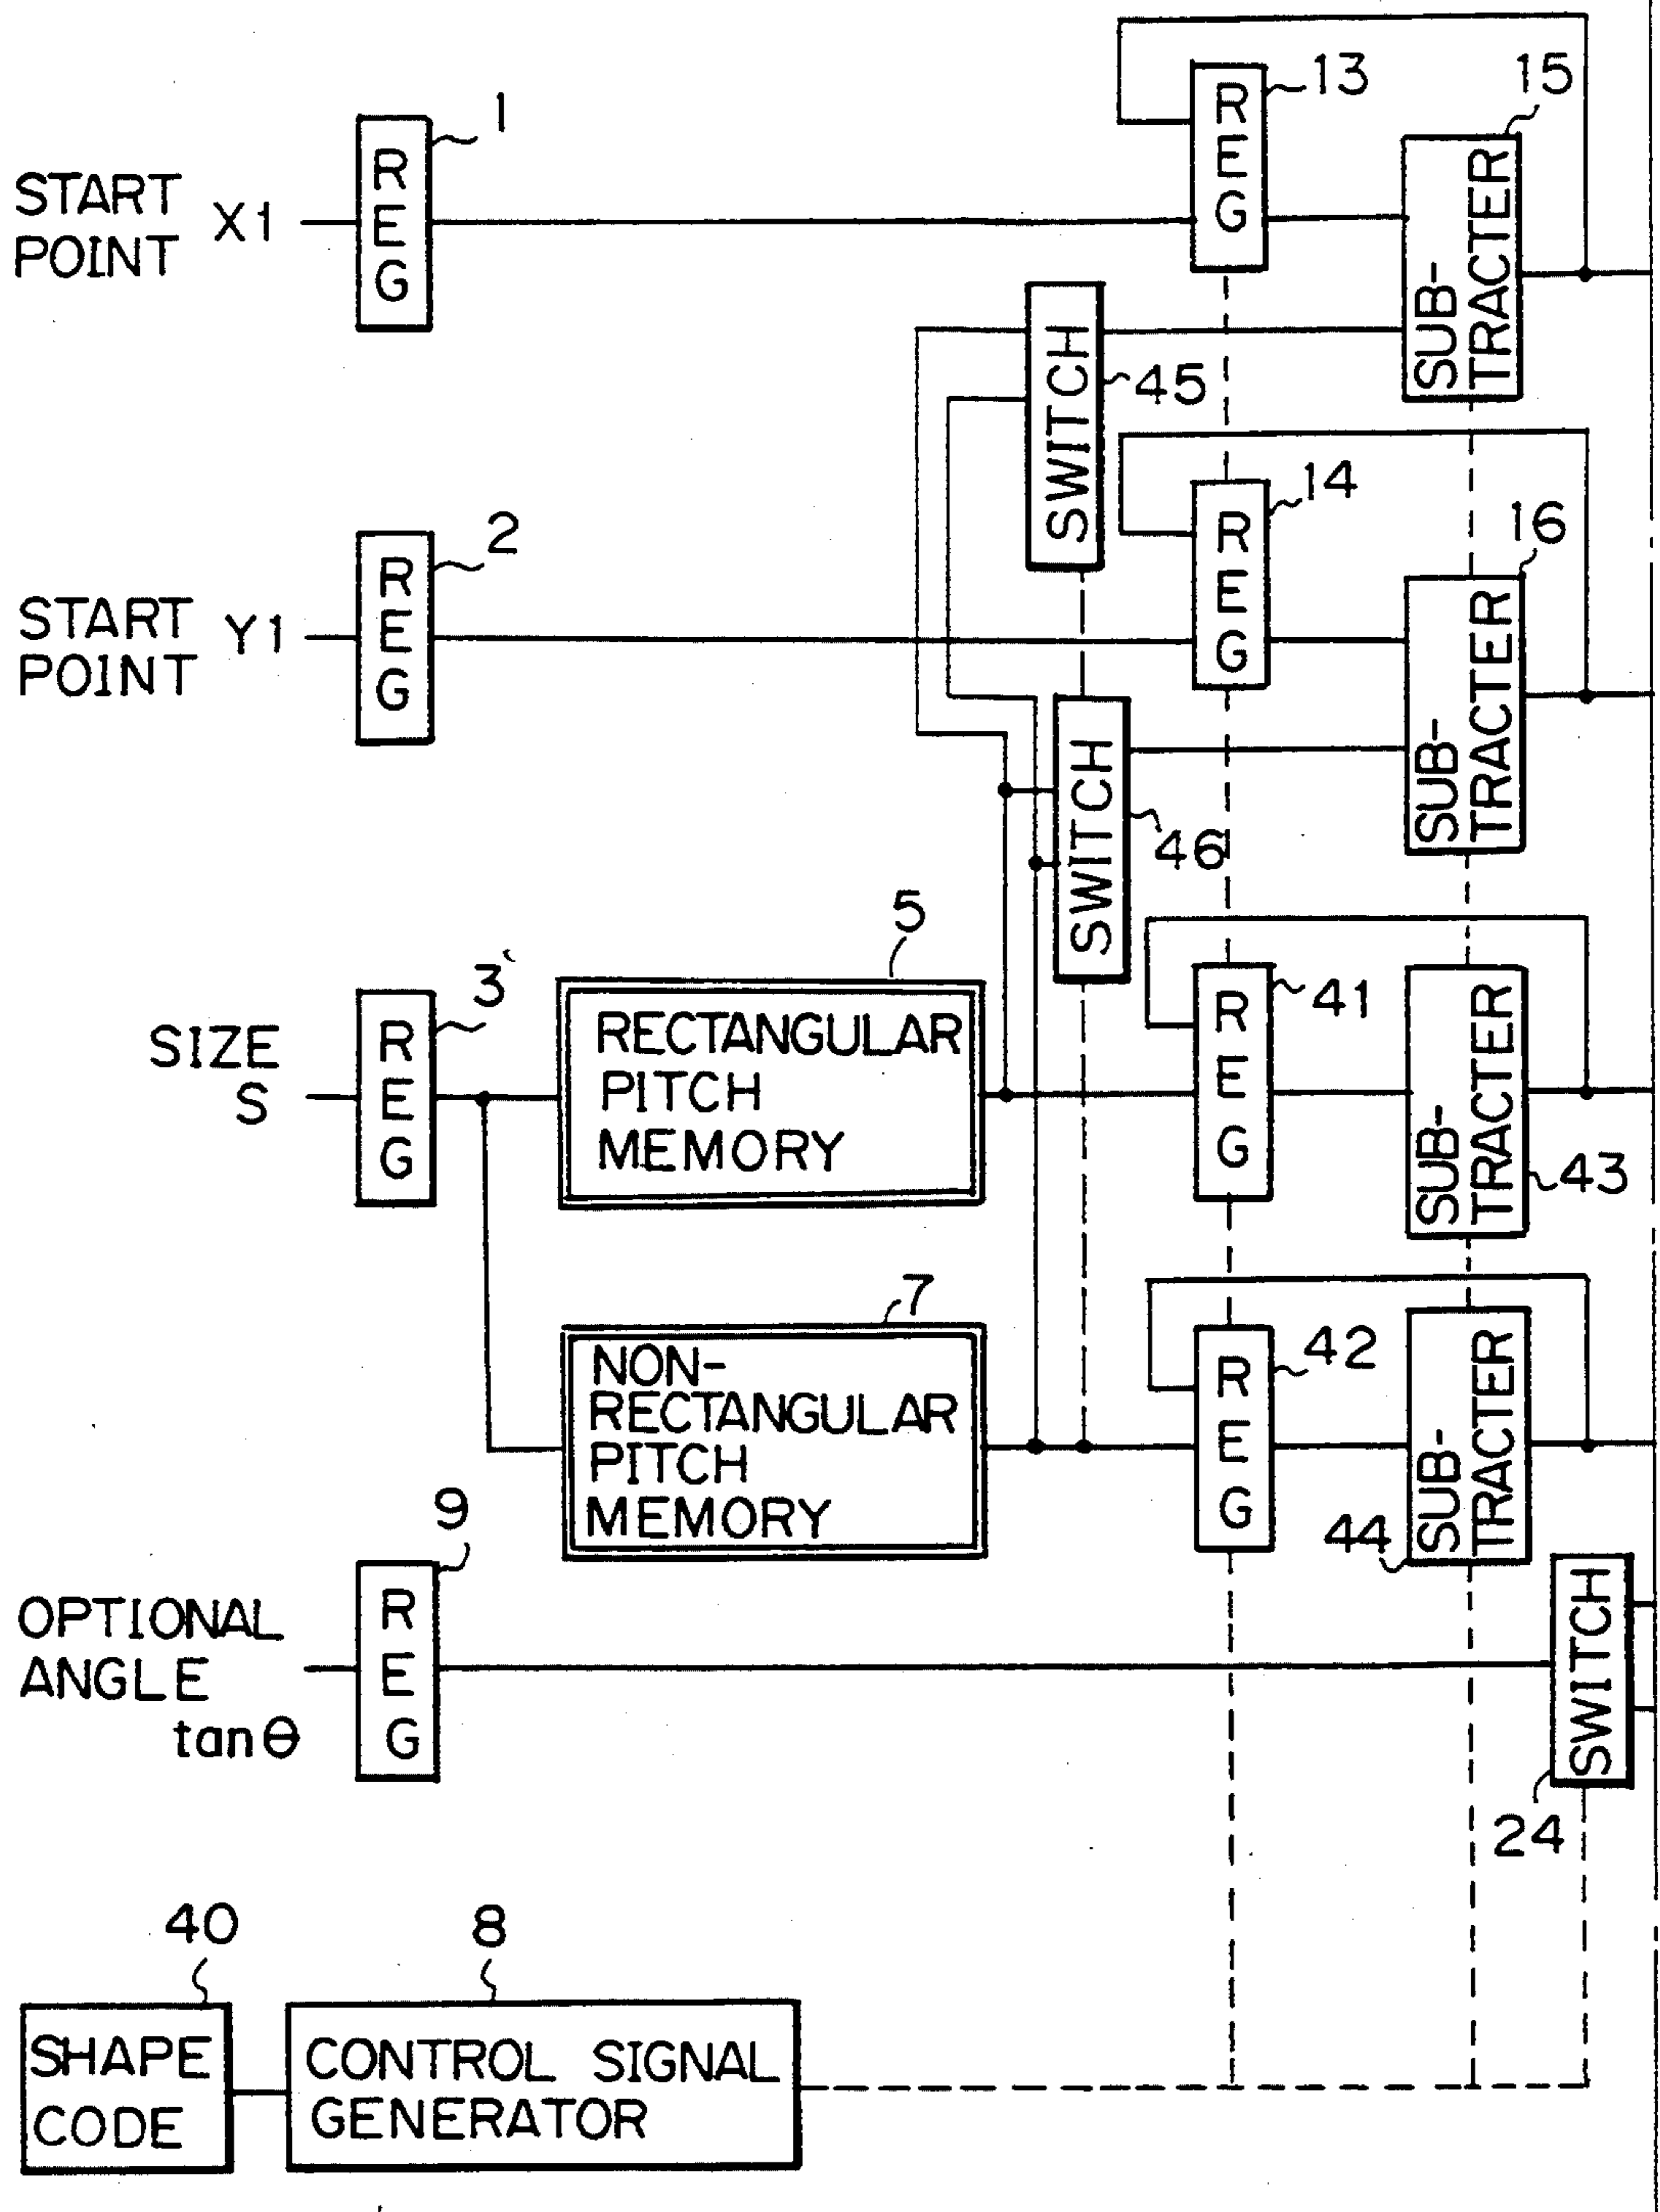 13
15
1
REG
REG
START
POINT
X1
SUB-
TRACTER
SWITCH
45
14
16
2
REG
REG
START
POINT
Y1
SUB-
TRACTER
SWITCH
46
5
3
41
REG
RECTANGULAR
PITCH
MEMORY
REG
SUB-
TRACTER
43
SIZE
S
7
42
NON-
RECTANGULAR
PITCH
MEMORY
REG
SUB-
TRACTER
44
9
REG
OPTIONAL
ANGLE
tanθ
SWITCH
24
40
8
SHAPE
CODE
CONTROL SIGNAL
GENERATOR